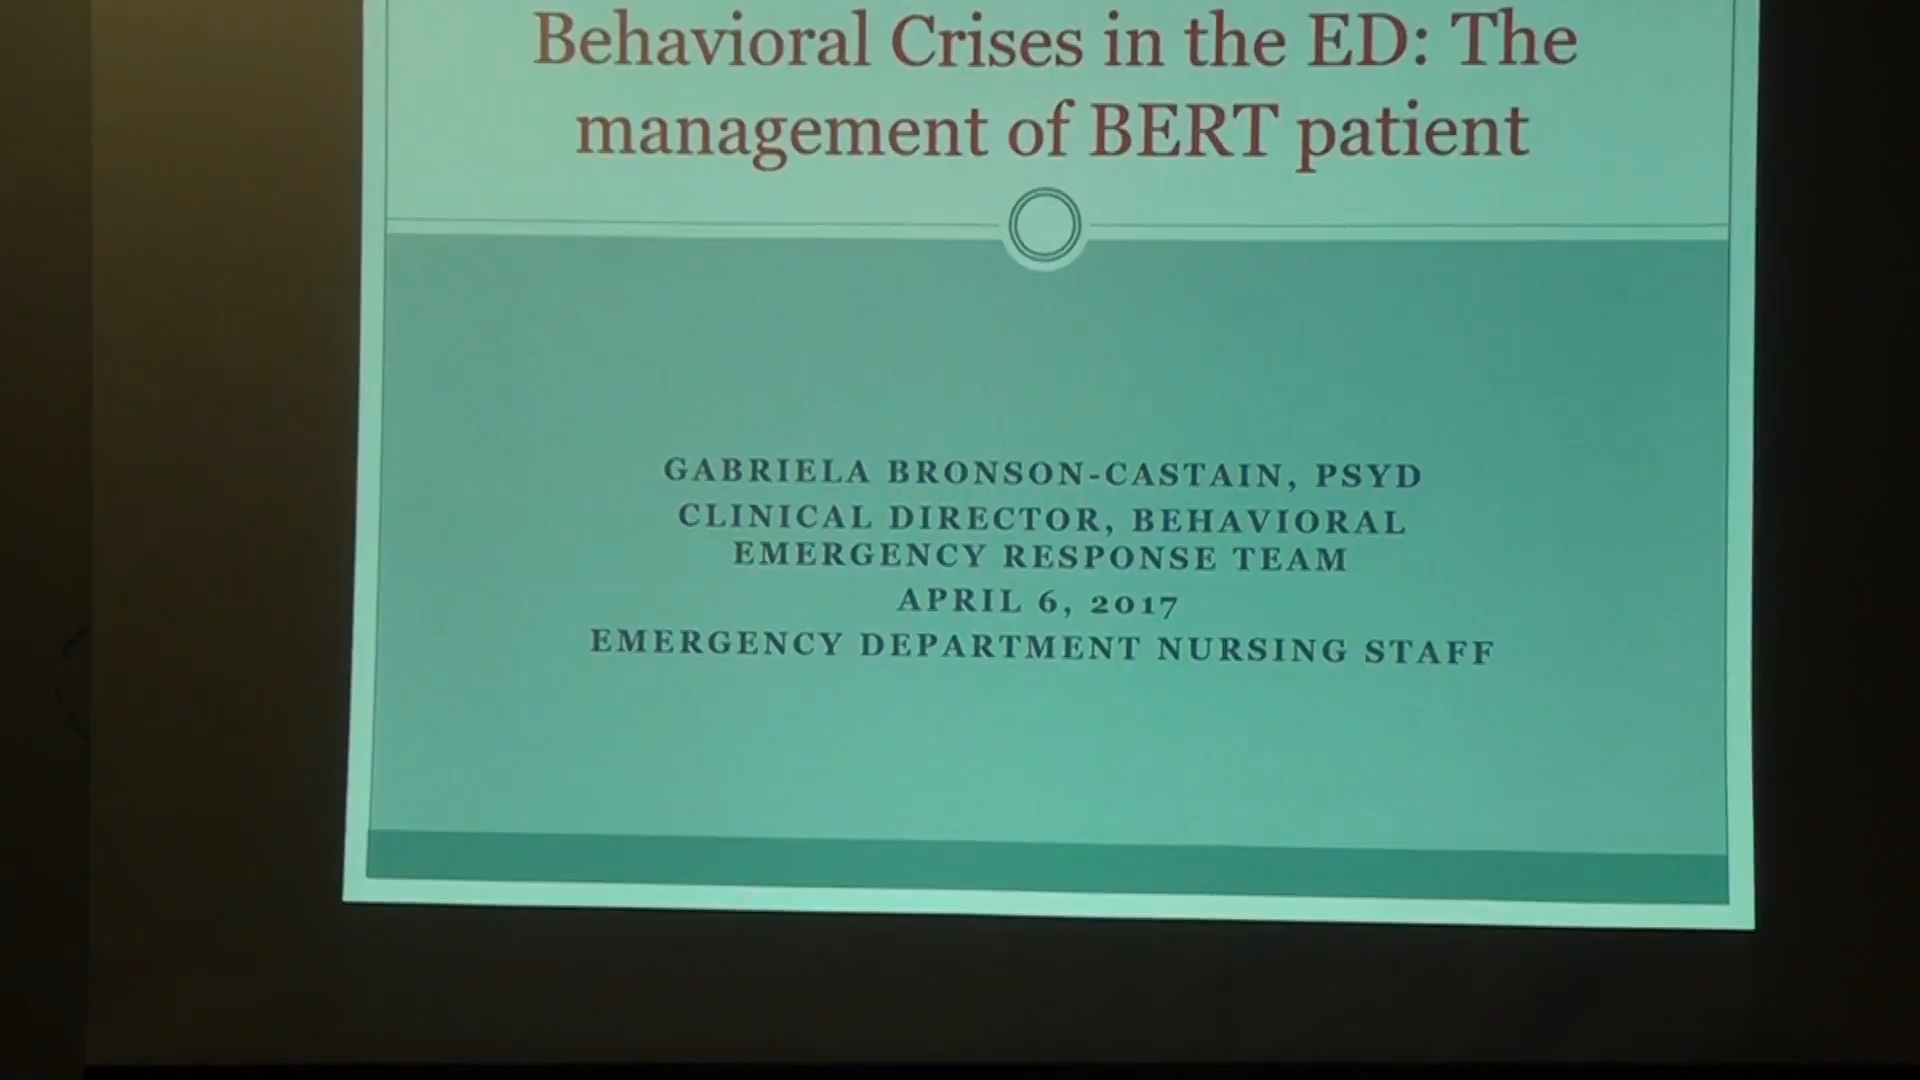 Behavioral Crises in the ED: The
management of BERT patient
GABRIELA BRONSON-CASTAIN, PSYD
CLINICAL DIRECTOR, BEHAVIORAL
EMERGENCY RESPONSE TEAM
APRIL 6, 2017
EMERGENCY DEPARTMENT NURSING STAFF